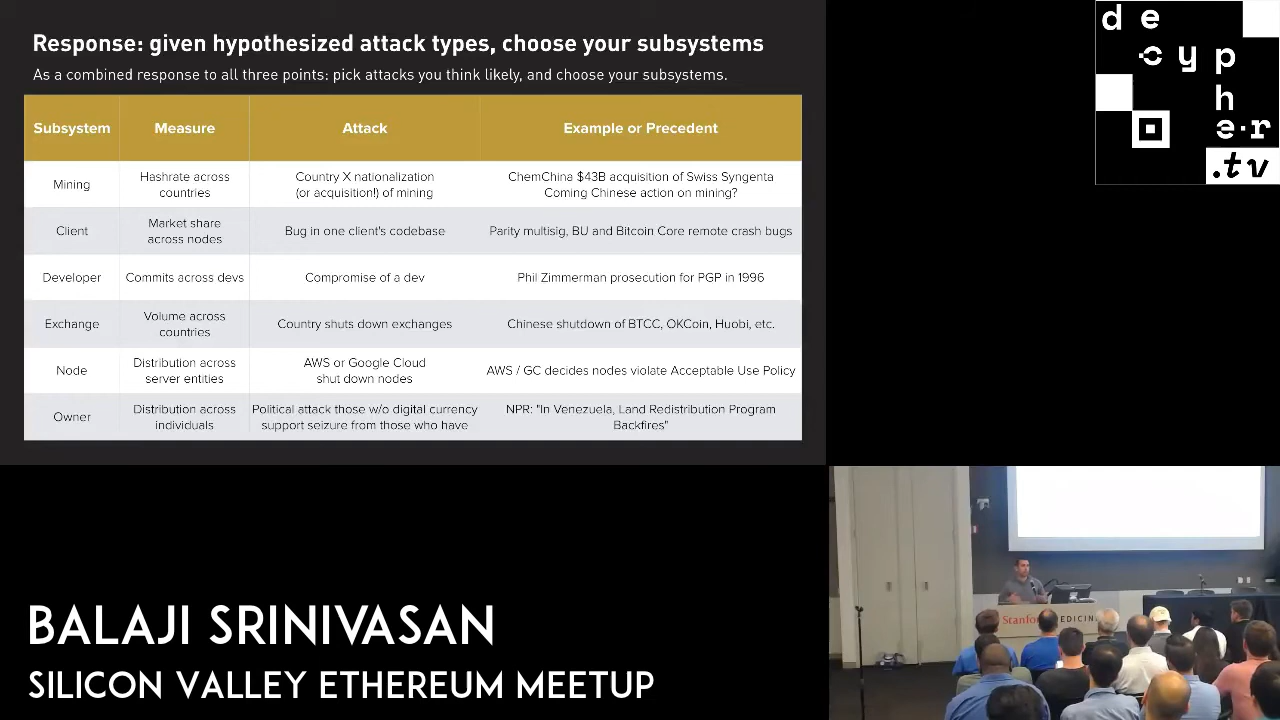 Response: given hypothesized attack types, choose your subsystems
As a combined response to all three points: pick attacks you think likely, and choose your subsystems.
Subsystem Measure Attack Example or Precedent
Mining
Hashrate across
countries
Country X nationalization
(or acquisition!) of mining
ChemChina $43B acquisition of Swiss Syngenta
Coming Chinese action on mining?
Client
Market share
across nodes
Bug in one client's codebase
Parity multisig, BU and Bitcoin Core remote crash bugs
Developer
Commits across devs
Compromise of a dev
Phil Zimmerman prosecution for PGP in 1996
Exchange
Volume across
countries
Country shuts down exchanges
Chinese shutdown of BTCC, OKCoin, Huobi, etc.
Node
Distribution across
server entities
AWS or Google Cloud
shut down nodes
AWS / GC decides nodes violate Acceptable Use Policy
Owner
Distribution across
individuals
Political attack those w/o digital currency
support seizure from those who have
NPR: "In Venezuela, Land Redistribution Program
Backfires"
de
cyp
h
e.r
.tv
Stanford MEDICINE
BALAJI SRINIVASAN
SILICON VALLEY ETHEREUM MEETUP